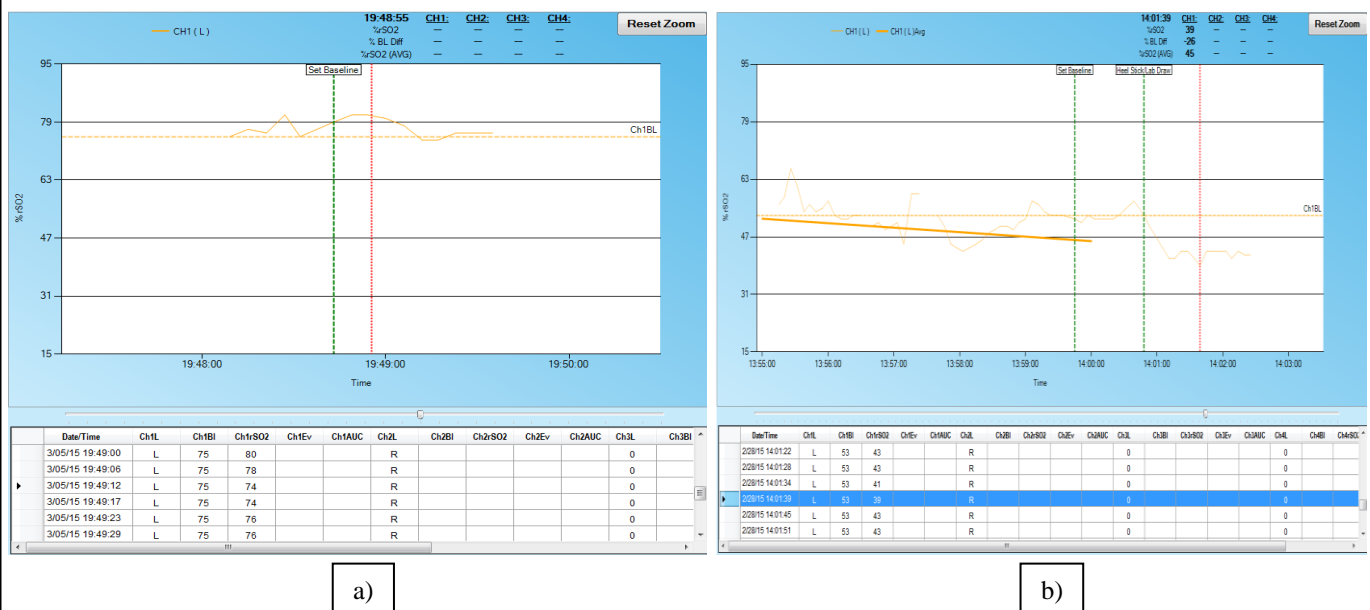 19:48:55 CH1: CH2: CH3: CH4:
Reset Zoom
CH1 ( L )
%rSO2 — — — —
% BL Diff — — — —
%rSO2 (AVG) — — — —
Set Baseline
95
79
Ch1BL
63
47
31
15
%rSO2
19:48:00 19:49:00 19:50:00
Time
Date/Time Ch1L Ch1Bl Ch1rSO2 Ch1Ev Ch1AUC Ch2L Ch2Bl Ch2rSO2 Ch2Ev Ch2AUC Ch3L Ch3Bl
3/05/15 19:49:00 L 75 80 R 0
3/05/15 19:49:06 L 75 78 R 0
3/05/15 19:49:12 L 75 74 R 0
3/05/15 19:49:17 L 75 74 R 0
3/05/15 19:49:23 L 75 76 R 0
3/05/15 19:49:29 L 75 76 R 0
a)
14:01:39 CH1: CH2: CH3: CH4:
Reset Zoom
CH1 ( L ) CH1 ( L )Avg
%rSO2 39 — — —
% BL Diff -26 — — —
%rSO2 (AVG) 45 — — —
Set Baseline Heel Stick/Lab Draw
95
79
63
Ch1BL
47
31
15
%rSO2
13:55:00 13:56:00 13:57:00 13:58:00 13:59:00 14:00:00 14:01:00 14:02:00 14:03:00
Time
Date/Time Ch1L Ch1Bl Ch1rSO2 Ch1Ev Ch1AUC Ch2L Ch2Bl Ch2rSO2 Ch2Ev Ch2AUC Ch3L Ch3Bl Ch3rSO2 Ch3Ev Ch3AUC Ch4L Ch4Bl Ch4rSO2
2/28/15 14:01:22 L 53 43 R 0 0
2/28/15 14:01:28 L 53 43 R 0 0
2/28/15 14:01:34 L 53 41 R 0 0
2/28/15 14:01:39 L 53 39 R 0 0
2/28/15 14:01:45 L 53 43 R 0 0
2/28/15 14:01:51 L 53 43 R 0 0
b)